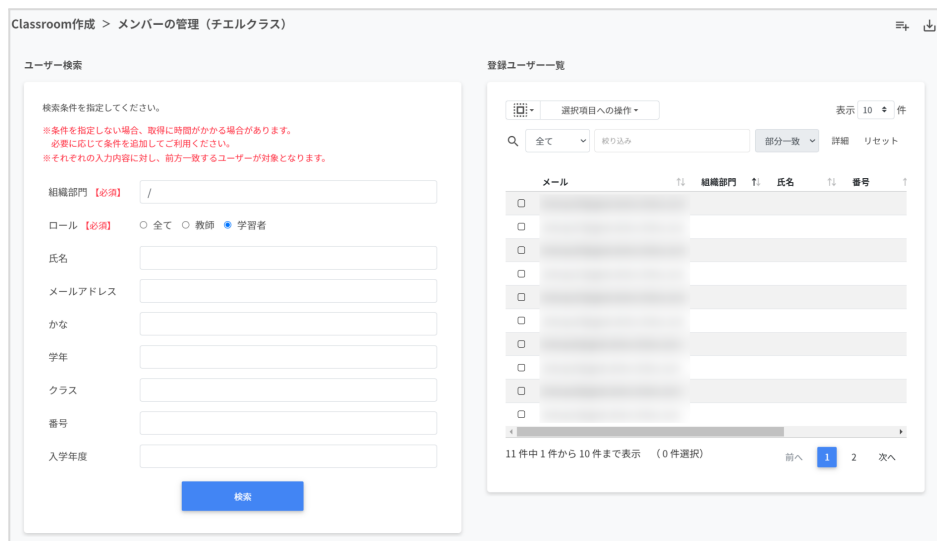 Classroom作成 > メンバーの管理（チエルクラス）
ユーザー検索
検索条件を指定してください。
※条件を指定しない場合、取得に時間がかかる場合があります。
必要に応じて条件を追加してご利用ください。
※それぞれの入力内容に対し、前方一致するユーザーが対象となります。
組織部門【必須】 /
ロール【必須】 全て 教師 学習者
氏名
メールアドレス
かな
学年
クラス
番号
入学年度
検索
登録ユーザー一覧
選択項目への操作 表示 10 件
全て 絞り込み 部分一致 詳細 リセット
メール 組織部門 氏名 番号
11 件中 1 件から 10 件まで表示 （0 件選択）
前へ 1 2 次へ